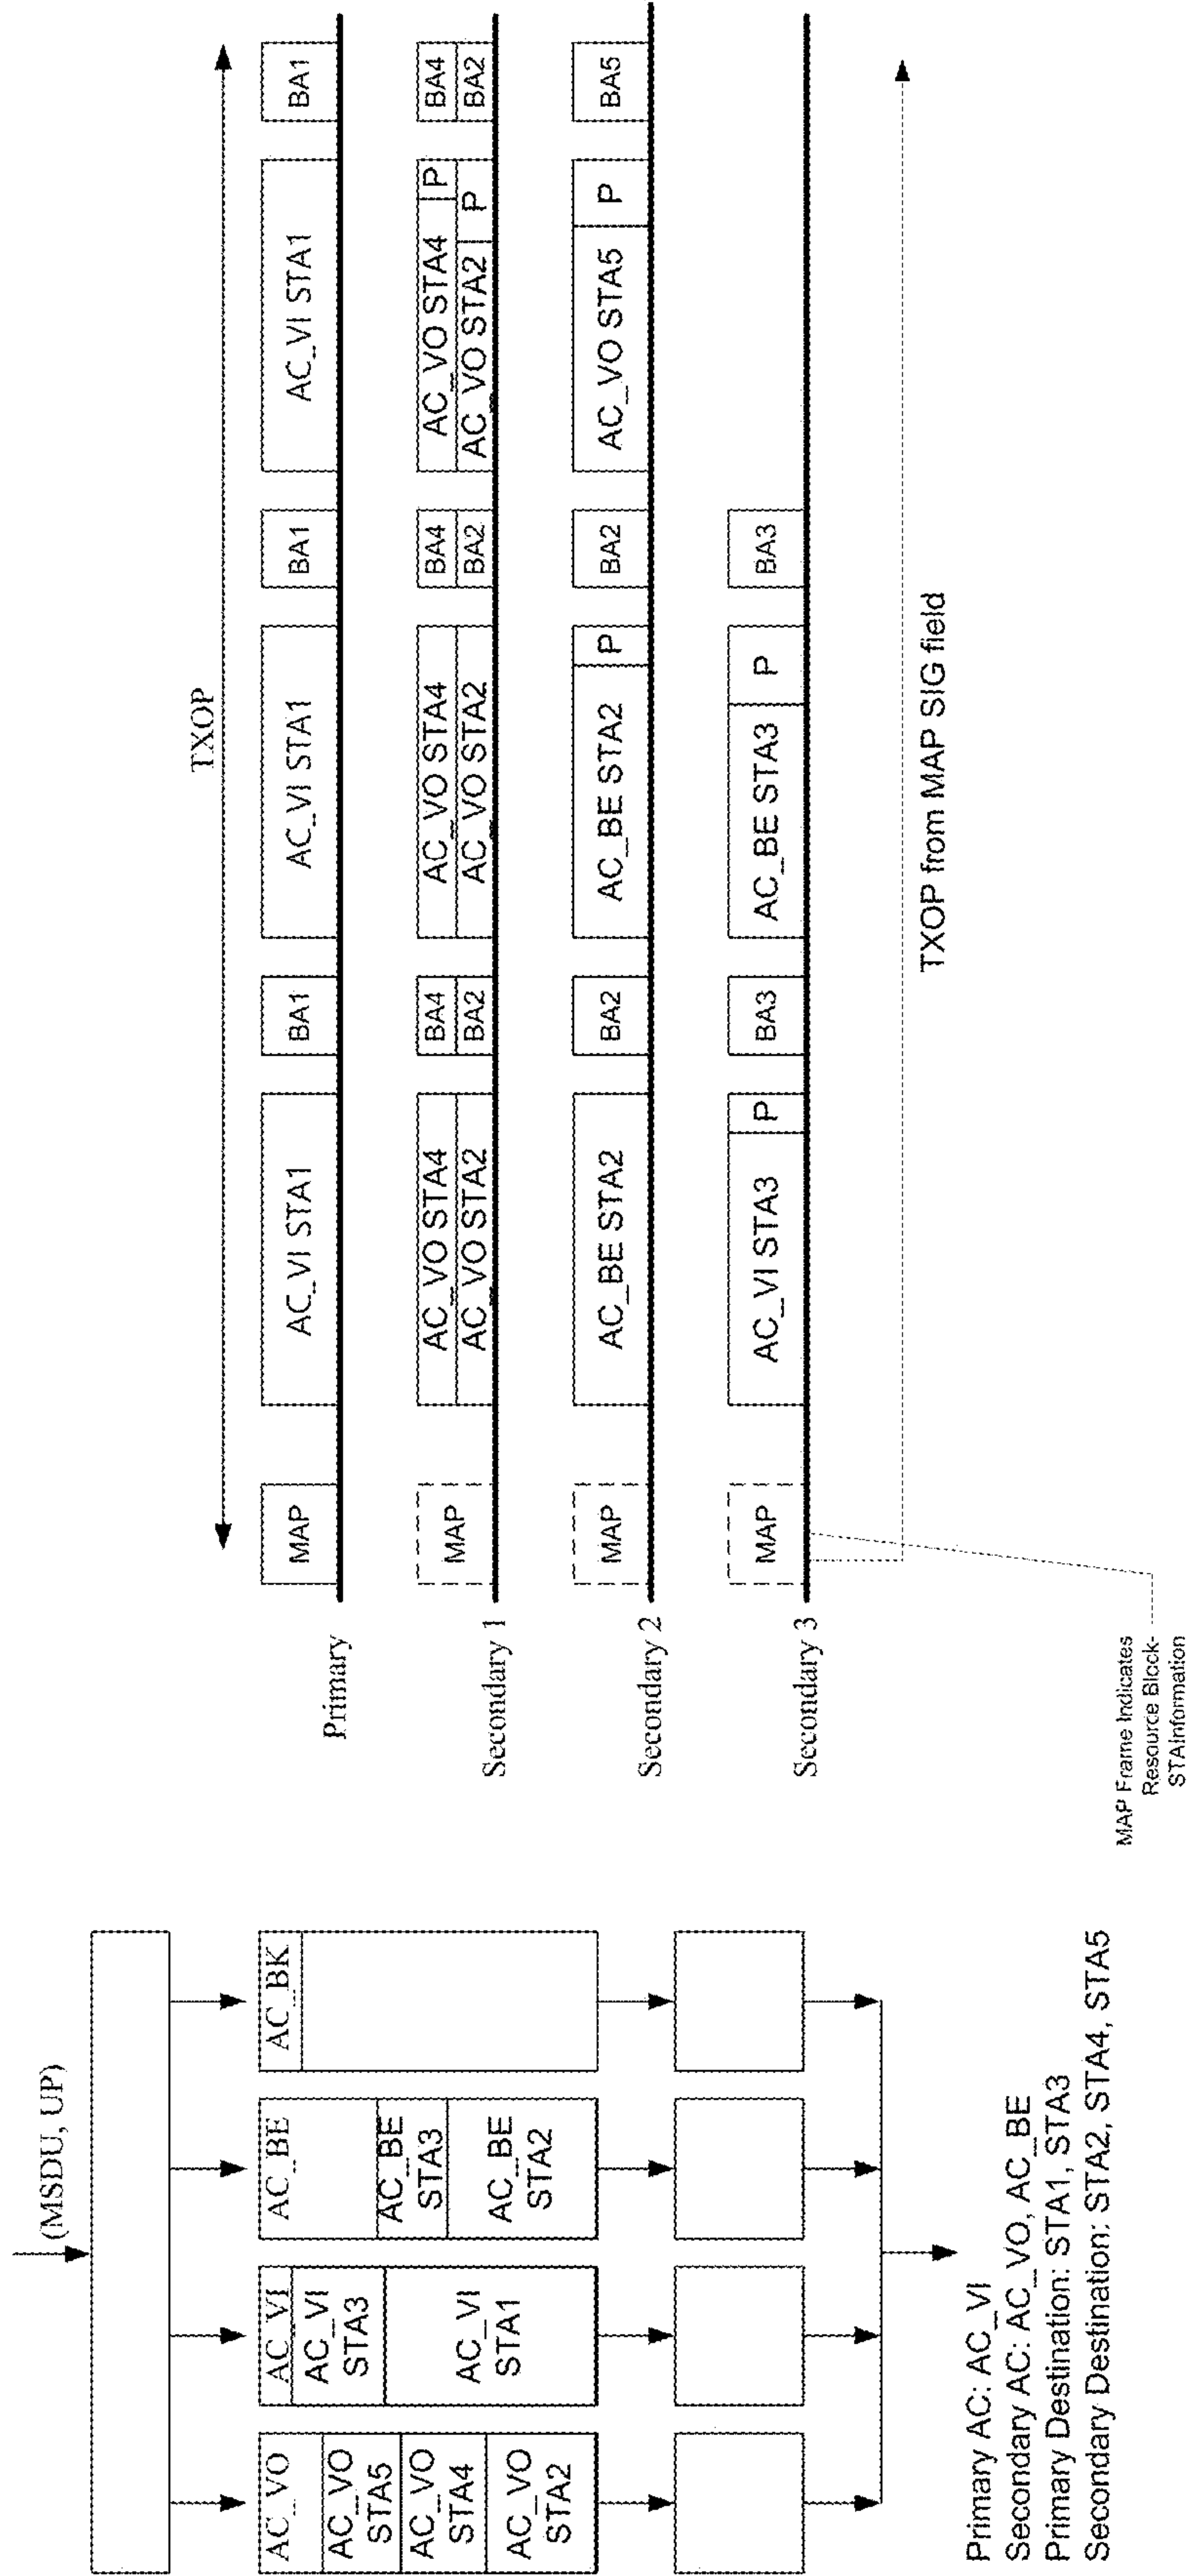 (MSDU, UP)
AC_VO
AC_VO
STA5
AC_VO
STA4
AC_VO
STA2
AC_VI
AC_VI
STA3
AC_VI
STA1
AC_BE
AC_BE
STA3
AC_BE
STA2
AC_BK
Primary AC: AC_VI
Secondary AC: AC_VO, AC_BE
Primary Destination: STA1, STA3
Secondary Destination: STA2, STA4, STA5
TXOP
Primary
MAP
AC_VI STA1
BA1
AC_VI STA1
BA1
AC_VI STA1
BA1
Secondary 1
MAP
AC_VO STA4
AC_VO STA2
BA4
BA2
AC_VO STA4
AC_VO STA2
BA4
BA2
AC_VO STA4
P
AC_VO STA2
P
BA4
BA2
Secondary 2
MAP
AC_BE STA2
BA2
AC_BE STA2
P
BA2
AC_VO STA5
P
BA5
Secondary 3
MAP
AC_VI STA3
P
BA3
AC_BE STA3
P
BA3
TXOP from MAP SIG field
MAP Frame Indicates
Resource Block-
STAInformation